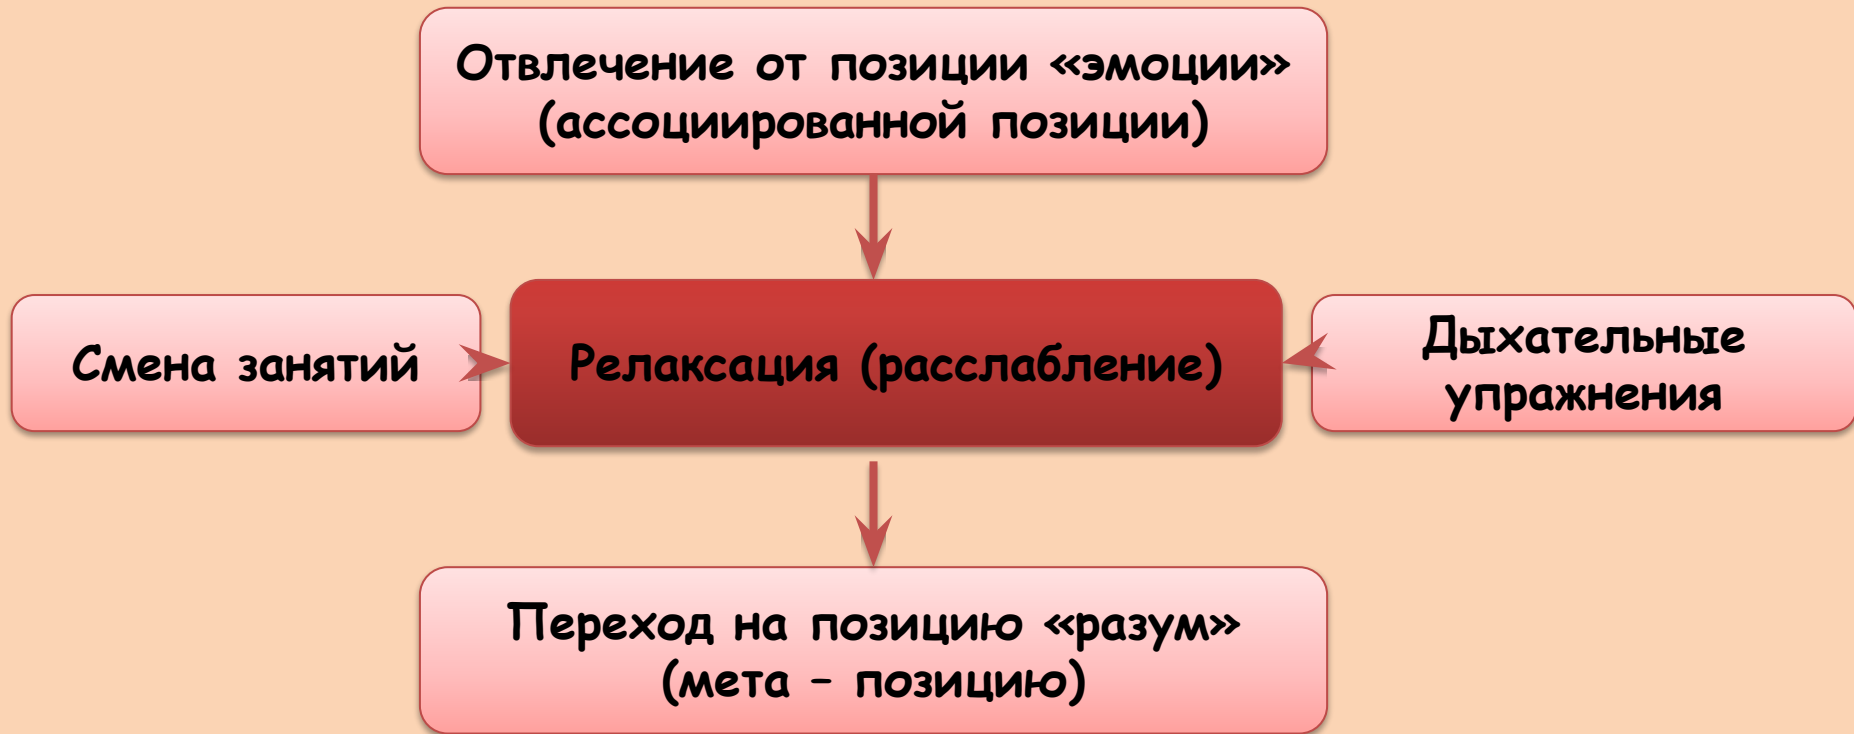 Отвлечение от позиции «эмоции»
(ассоциированной позиции)
Смена занятий
Релаксация (расслабление)
Дыхательные
упражнения
Переход на позицию «разум»
(мета – позицию)